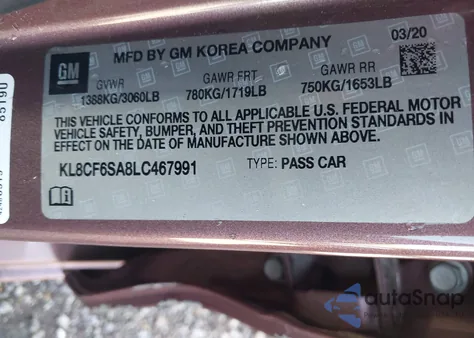 MFD BY GM KOREA COMPANY
03/20
GM
GVWR
GAWR FRT
GAWR RR
1388KG/3060LB
780KG/1719LB
750KG/1653LB
THIS VEHICLE CONFORMS TO ALL APPLICABLE U.S. FEDERAL MOTOR
VEHICLE SAFETY, BUMPER, AND THEFT PREVENTION STANDARDS IN
EFFECT ON THE DATE OF MANUFACTURE SHOWN ABOVE.
KL8CF6SA8LC467991
TYPE: PASS CAR
autoSnap